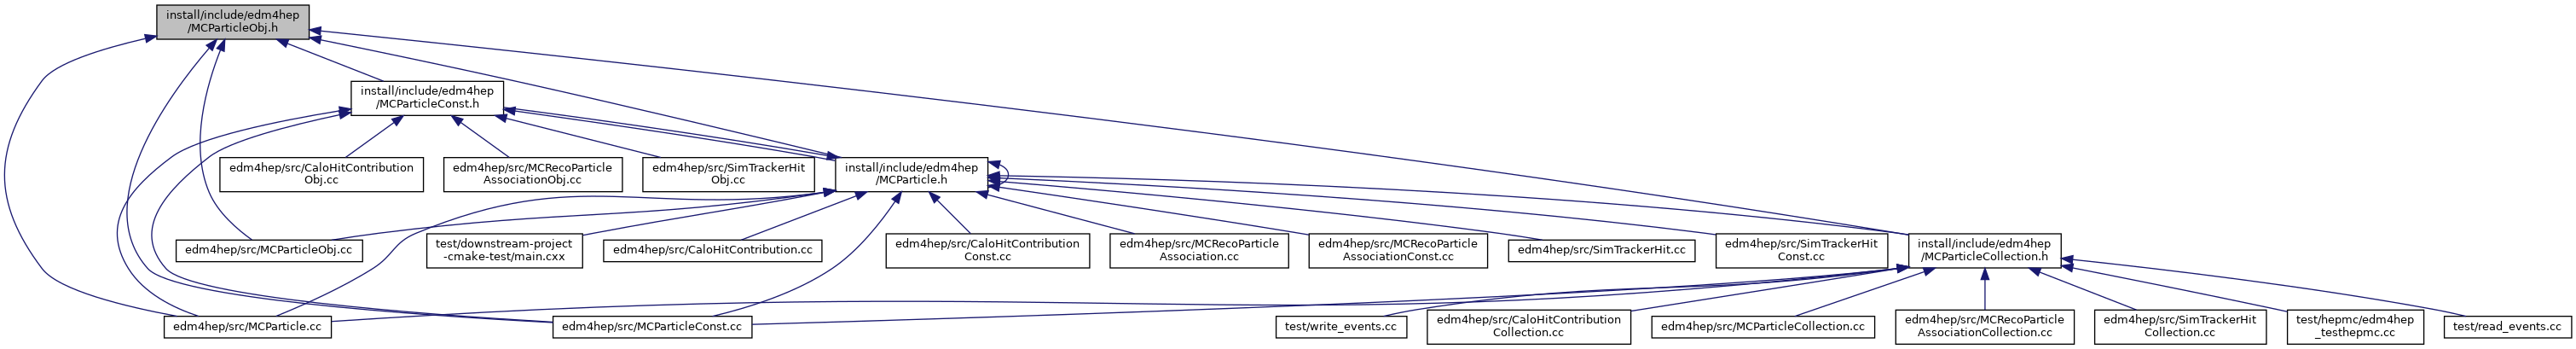 install/include/edm4hep
/MCParticleObj.h
install/include/edm4hep
/MCParticleConst.h
edm4hep/src/CaloHitContribution
Obj.cc
edm4hep/src/MCRecoParticle
AssociationObj.cc
edm4hep/src/SimTrackerHit
Obj.cc
install/include/edm4hep
/MCParticle.h
edm4hep/src/MCParticleObj.cc
test/downstream-project
-cmake-test/main.cxx
edm4hep/src/CaloHitContribution.cc
edm4hep/src/CaloHitContribution
Const.cc
edm4hep/src/MCRecoParticle
Association.cc
edm4hep/src/MCRecoParticle
AssociationConst.cc
edm4hep/src/SimTrackerHit.cc
edm4hep/src/SimTrackerHit
Const.cc
install/include/edm4hep
/MCParticleCollection.h
edm4hep/src/MCParticle.cc
edm4hep/src/MCParticleConst.cc
test/write_events.cc
edm4hep/src/CaloHitContribution
Collection.cc
edm4hep/src/MCParticleCollection.cc
edm4hep/src/MCRecoParticle
AssociationCollection.cc
edm4hep/src/SimTrackerHit
Collection.cc
test/hepmc/edm4hep
_testhepmc.cc
test/read_events.cc